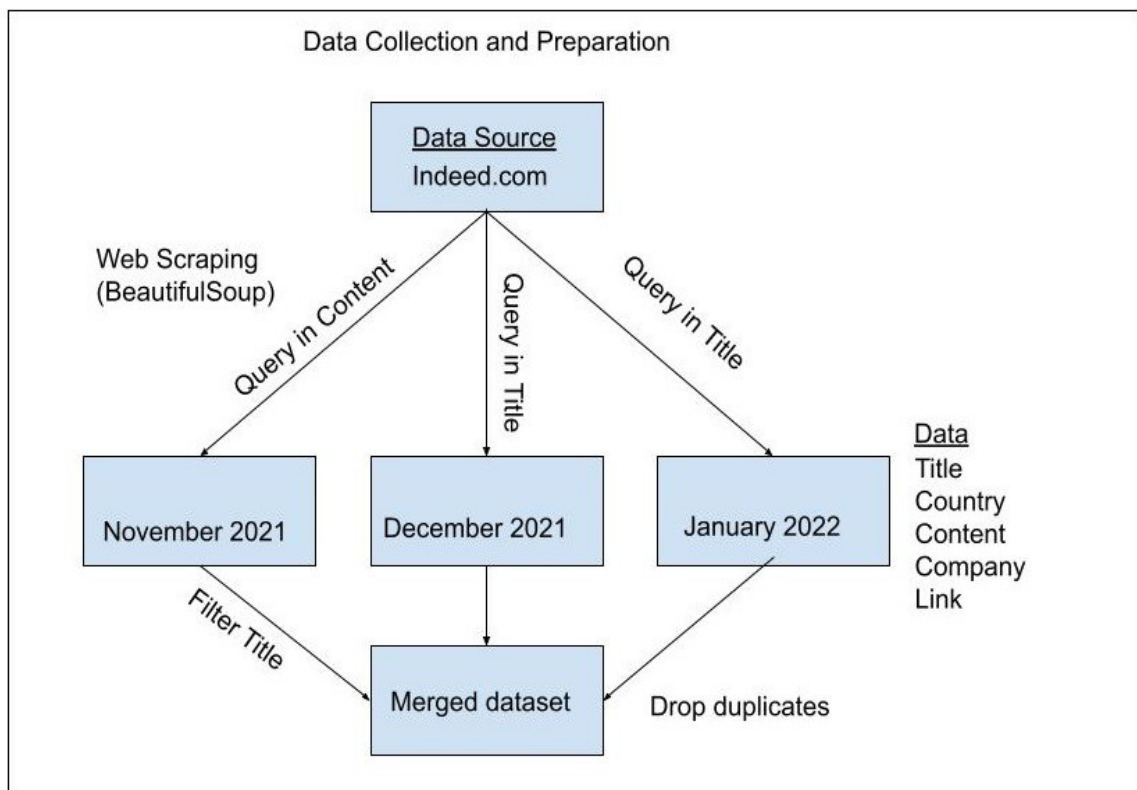 Data Collection and Preparation
Data Source
Indeed.com
Web Scraping
(BeautifulSoup)
Query in Content
Query in Title
Query in Title
November 2021
December 2021
January 2022
Data
Title
Country
Content
Company
Link
Filter Title
Merged dataset
Drop duplicates